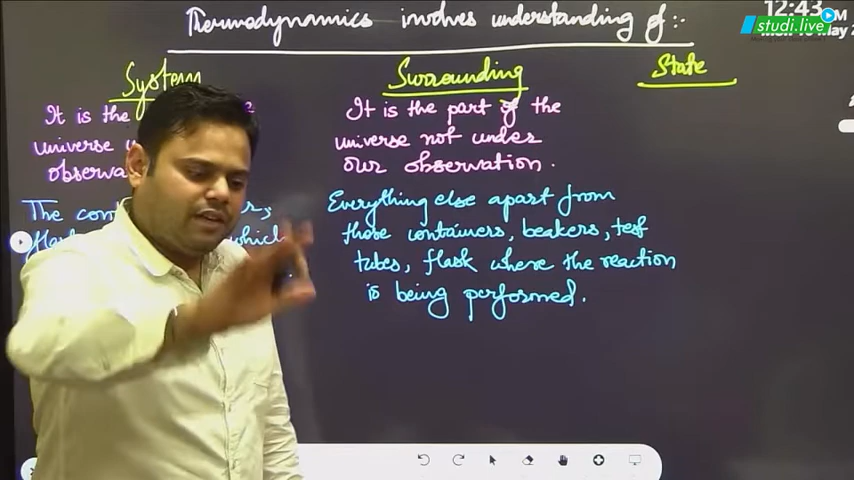 Thermodynamics involves understanding of :-
12:43
studi.live
May
System
Surrounding
State
It is the
universe
observa
It is the part of the
universe not under
our observation.
The con
which
Everything else apart from
those containers, beakers, test
tubes, flask where the reaction
is being performed.